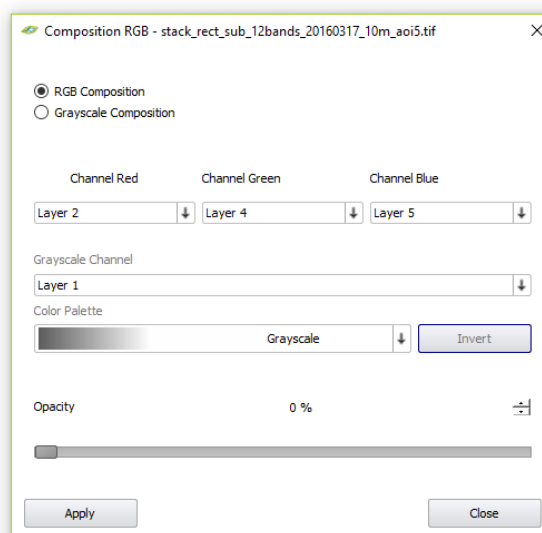 Composition RGB - stack_rect_sub_12bands_20160317_10m_aoi5.tif
RGB Composition
Grayscale Composition
Channel Red Channel Green Channel Blue
Layer 2 Layer 4 Layer 5
Grayscale Channel
Layer 1
Color Palette
Grayscale Invert
Opacity 0 %
Apply Close